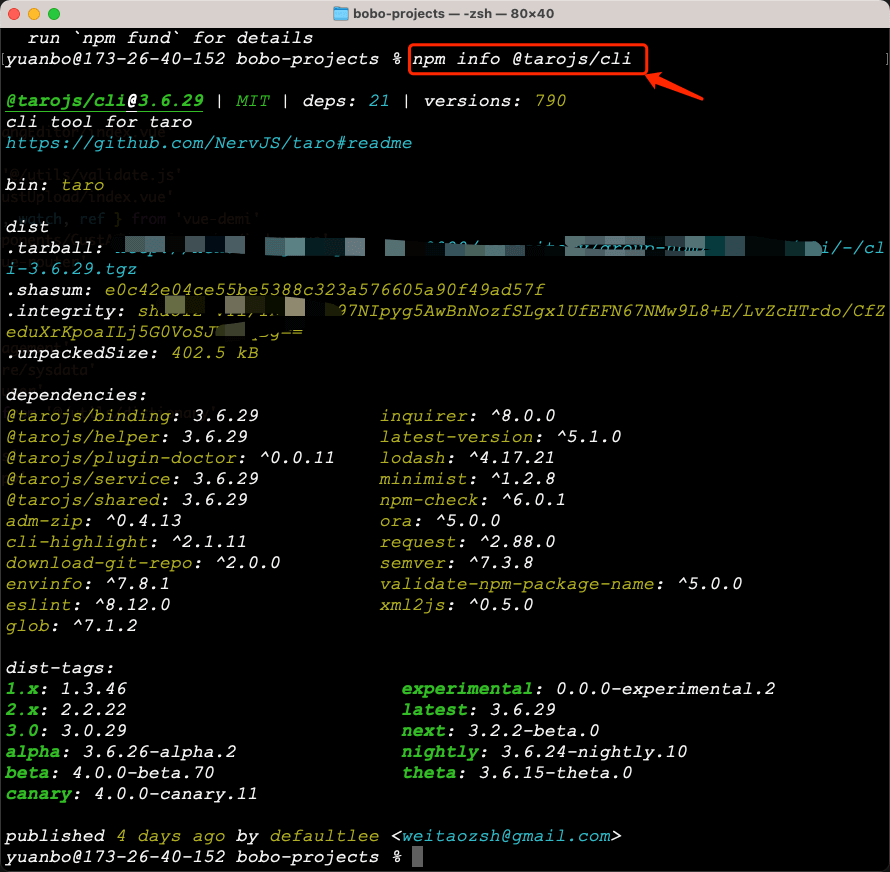 bobo-projects — -zsh — 80×40
run `npm fund` for details
yuanbo@173-26-40-152 bobo-projects % npm info @tarojs/cli
@tarojs/cli@3.6.29 | MIT | deps: 21 | versions: 790
cli tool for taro
https://github.com/NervJS/taro#readme
bin: taro
dist
.tarball: i/-/cl
i-3.6.29.tgz
.shasum: e0c42e04ce55be5388c323a576605a90f49ad57f
.integrity: 97NIpyg5AwBnNozfSLgx1UfEFN67NMw9L8+E/LvZcHTrdo/CfZ
eduXrKpoaILj5G0VoSJ
.unpackedSize: 402.5 kB
dependencies:
@tarojs/binding: 3.6.29 inquirer: ^8.0.0
@tarojs/helper: 3.6.29 latest-version: ^5.1.0
@tarojs/plugin-doctor: ^0.0.11 lodash: ^4.17.21
@tarojs/service: 3.6.29 minimist: ^1.2.8
@tarojs/shared: 3.6.29 npm-check: ^6.0.1
adm-zip: ^0.4.13 ora: ^5.0.0
cli-highlight: ^2.1.11 request: ^2.88.0
download-git-repo: ^2.0.0 semver: ^7.3.8
envinfo: ^7.8.1 validate-npm-package-name: ^5.0.0
eslint: ^8.12.0 xml2js: ^0.5.0
glob: ^7.1.2
dist-tags:
1.x: 1.3.46 experimental: 0.0.0-experimental.2
2.x: 2.2.22 latest: 3.6.29
3.0: 3.0.29 next: 3.2.2-beta.0
alpha: 3.6.26-alpha.2 nightly: 3.6.24-nightly.10
beta: 4.0.0-beta.70 theta: 3.6.15-theta.0
canary: 4.0.0-canary.11
published 4 days ago by defaultlee <weitaozsh@gmail.com>
yuanbo@173-26-40-152 bobo-projects %